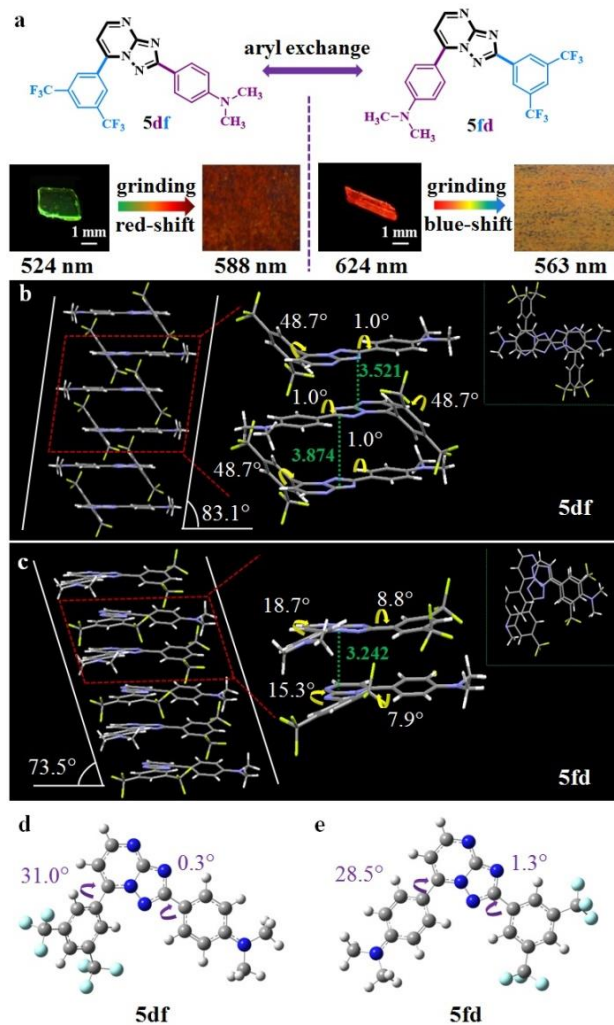 a
N
N
N
N
aryl exchange
N
N
N
N
F₃C
CF₃
N
CH₃
CH₃
5df
CF₃
CF₃
H₃C
N
CH₃
5fd
grinding
red-shift
1 mm
524 nm
588 nm
grinding
blue-shift
1 mm
624 nm
563 nm
b
48.7°
1.0°
3.521
1.0°
48.7°
1.0°
3.874
48.7°
83.1°
5df
c
18.7°
8.8°
3.242
15.3°
7.9°
73.5°
5fd
d
31.0°
0.3°
5df
e
28.5°
1.3°
5fd